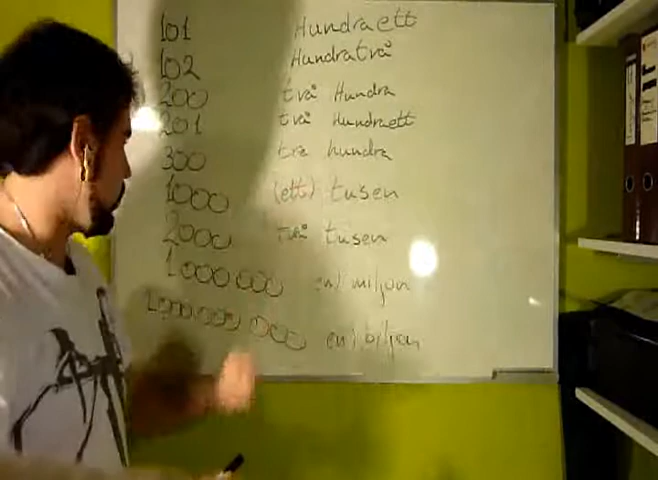 101 Hundraett
102 Hundratvå
200 två Hundra
201 två Hundraett
300 tre hundra
1000 (ett) tusen
2000 två tusen
1 000 000 en) miljon
1 000 000 000 en) biljon